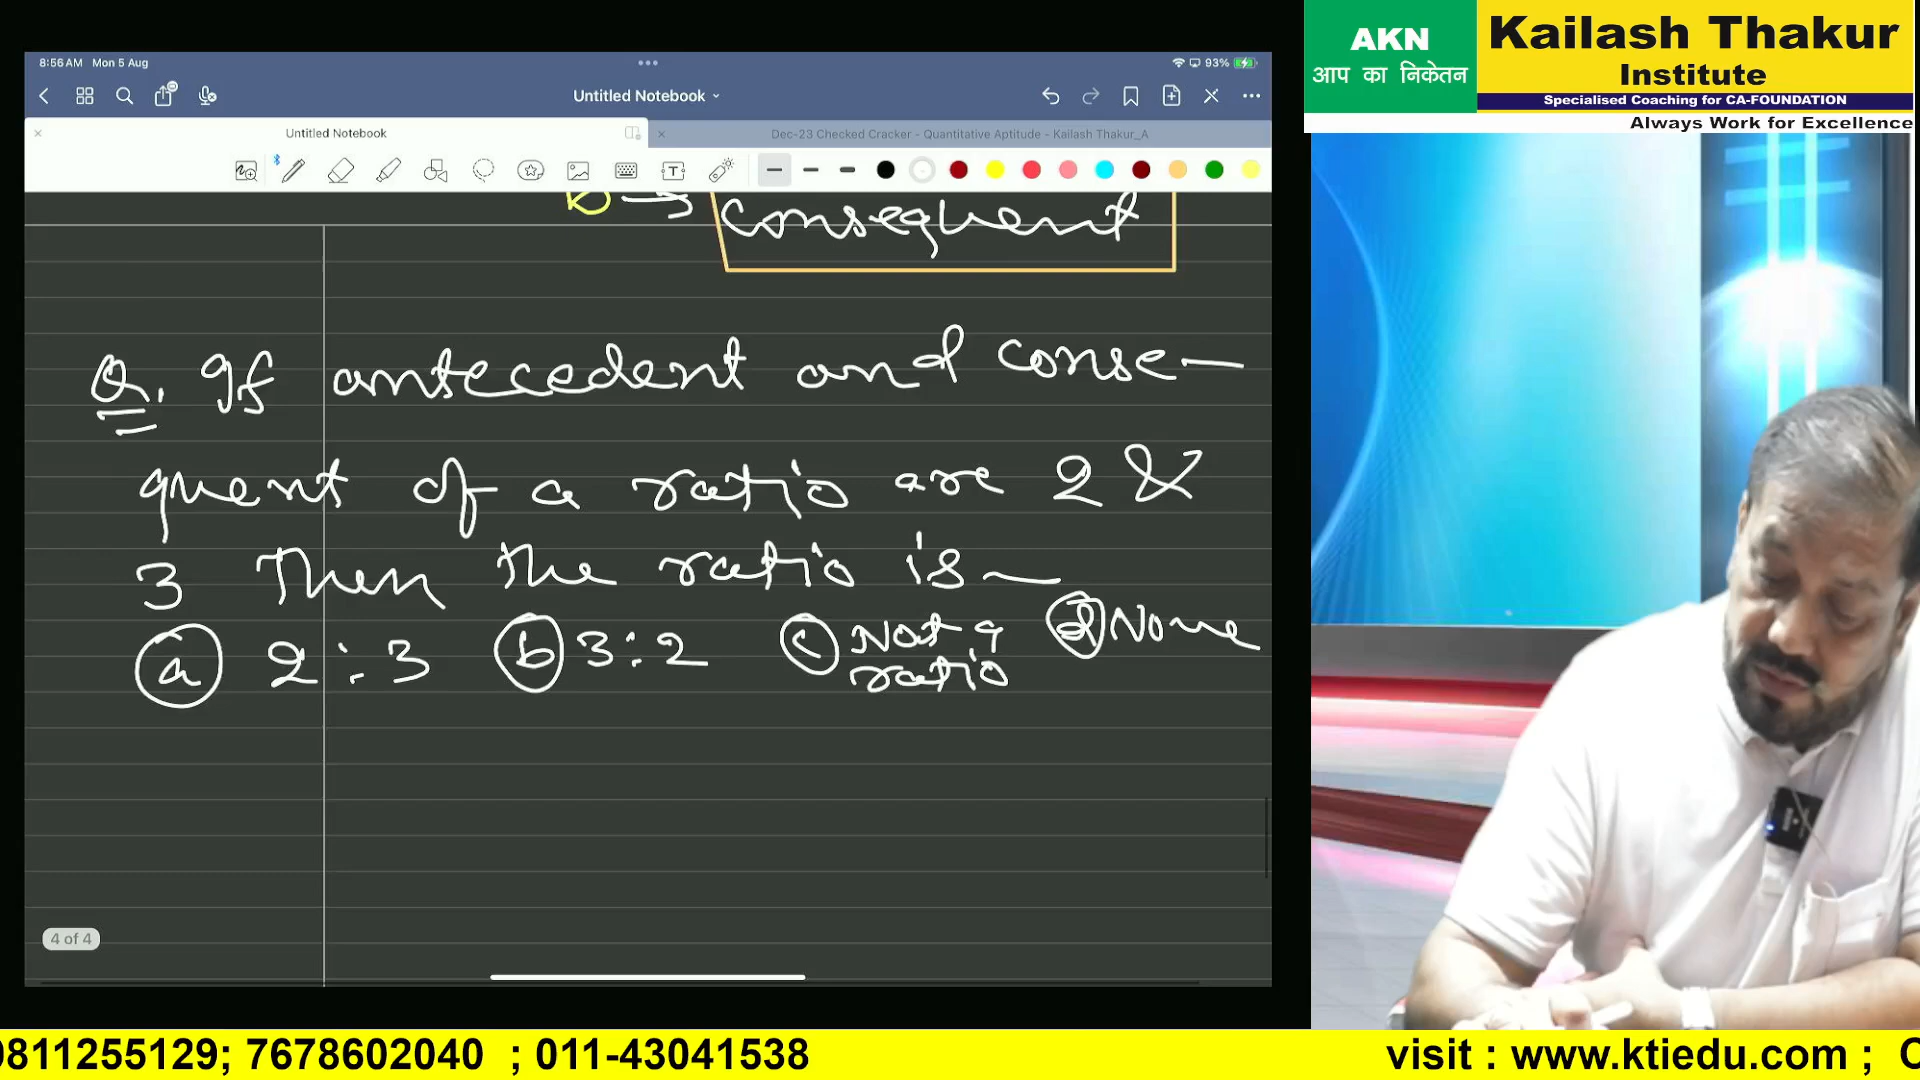 AKN
आप का निकेतन
Kailash Thakur
Institute
Specialised Coaching for CA-FOUNDATION
Always Work for Excellence
8:56AM Mon 5 Aug
93%
Untitled Notebook
Untitled Notebook
Dec-23 Checked Cracker - Quantitative Aptitude - Kailash Thakur_A
b →
Consequent
Q. If antecedent and conse-
quent of a ratio are 2 &
3 Then the ratio is —
(a) 2:3 (b) 3:2 (c) Not a ratio (d) None
4 of 4
0811255129; 7678602040 ; 011-43041538
visit : www.ktiedu.com ; C